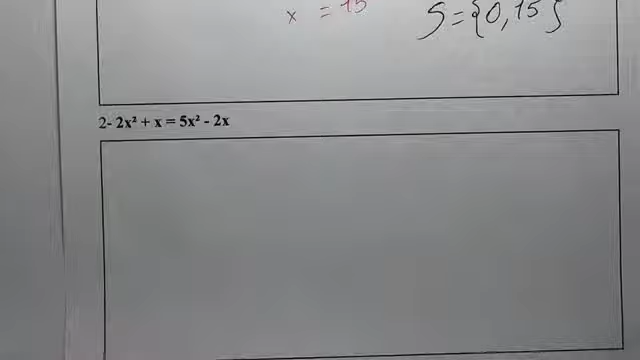 x = 15
S = {0, 15}
2- 2x² + x = 5x² - 2x